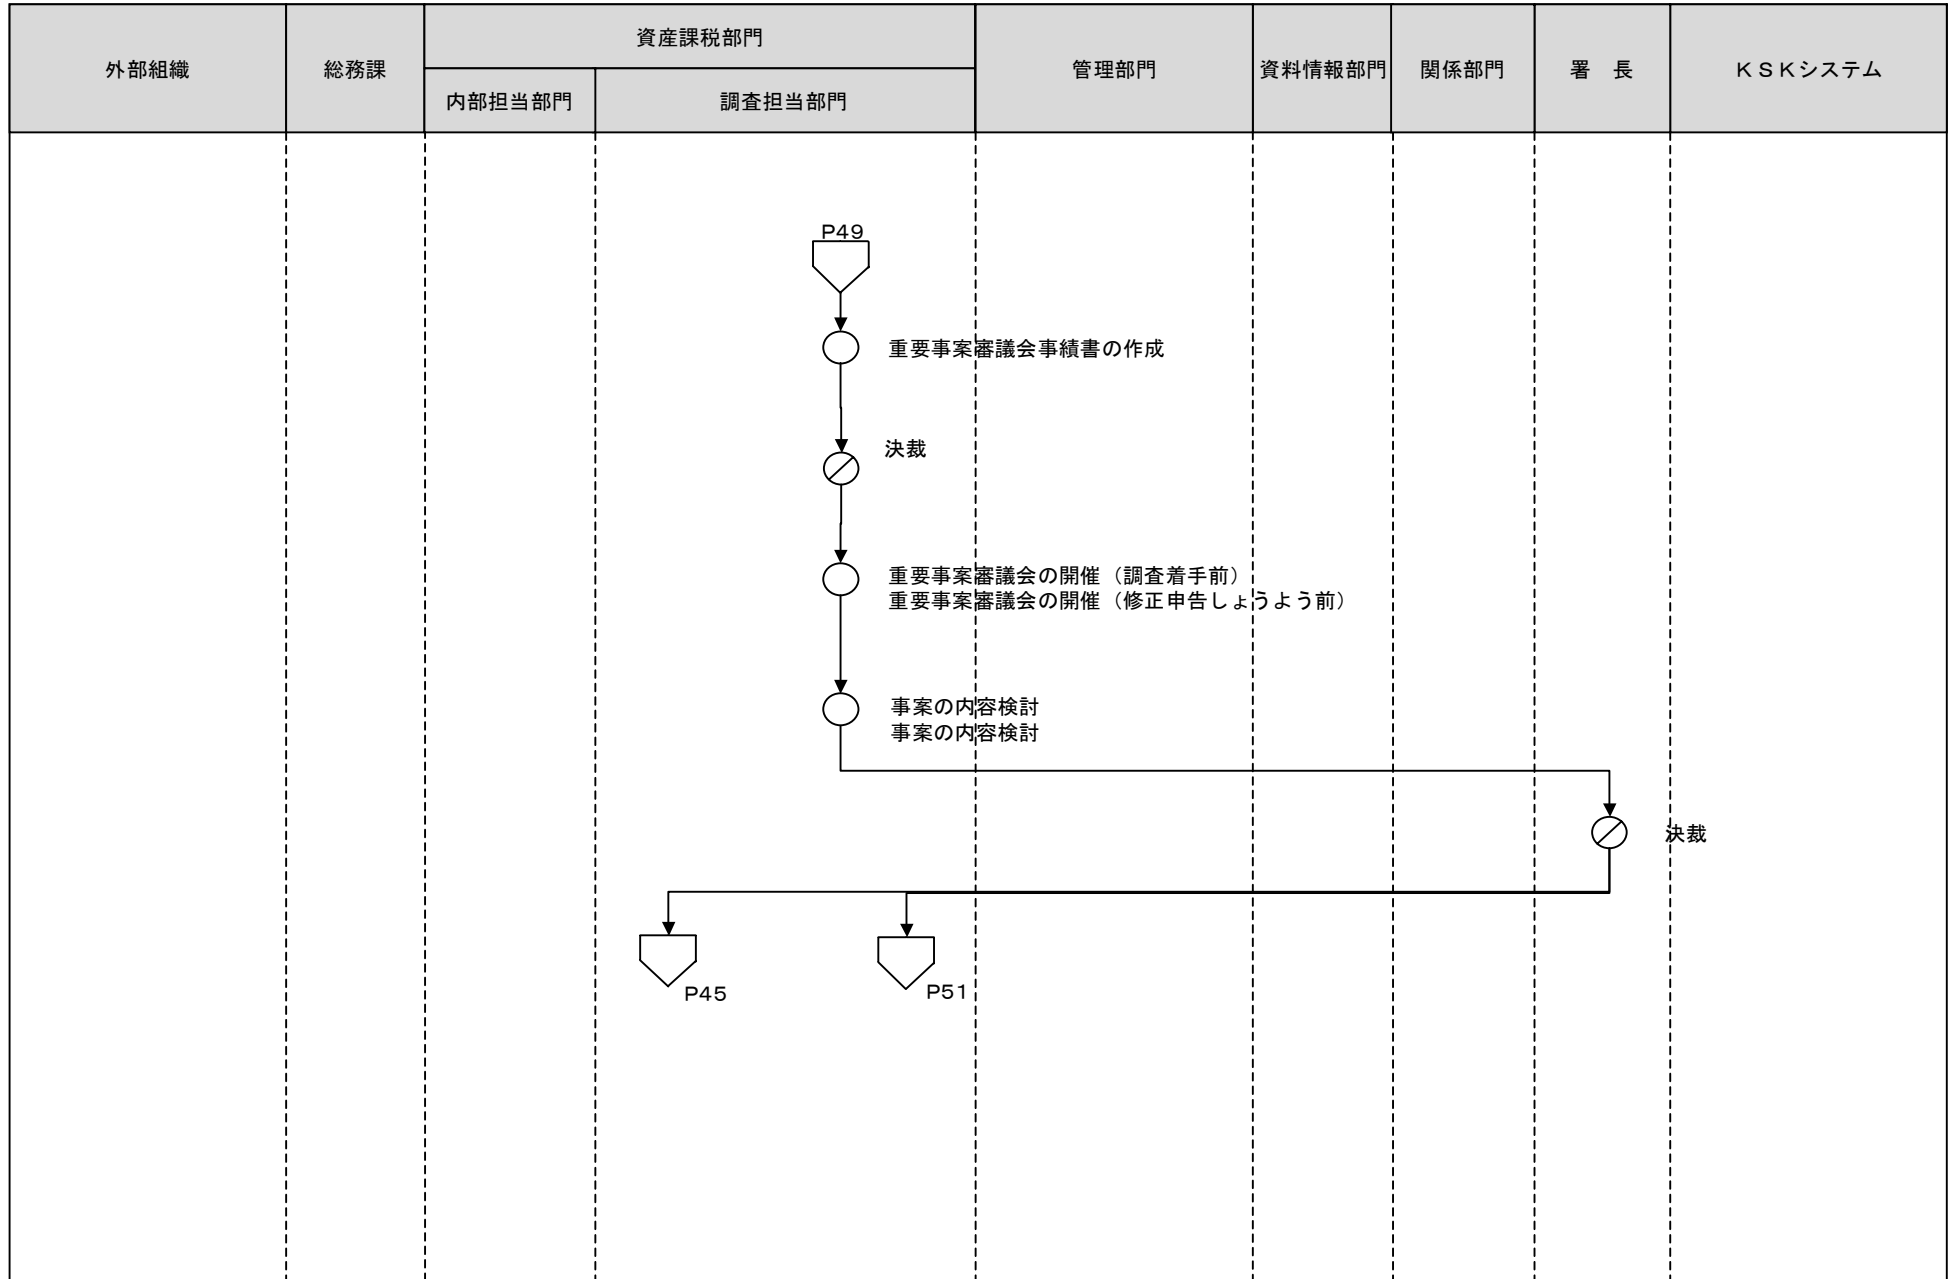 外部組織
総務課
資産課税部門
内部担当部門
調査担当部門
管理部門
資料情報部門
関係部門
署　長
ＫＳＫシステム
P49
重要事案審議会事績書の作成
決裁
重要事案審議会の開催（調査着手前）
重要事案審議会の開催（修正申告しょうよう前）
事案の内容検討
事案の内容検討
決裁
P45
P51